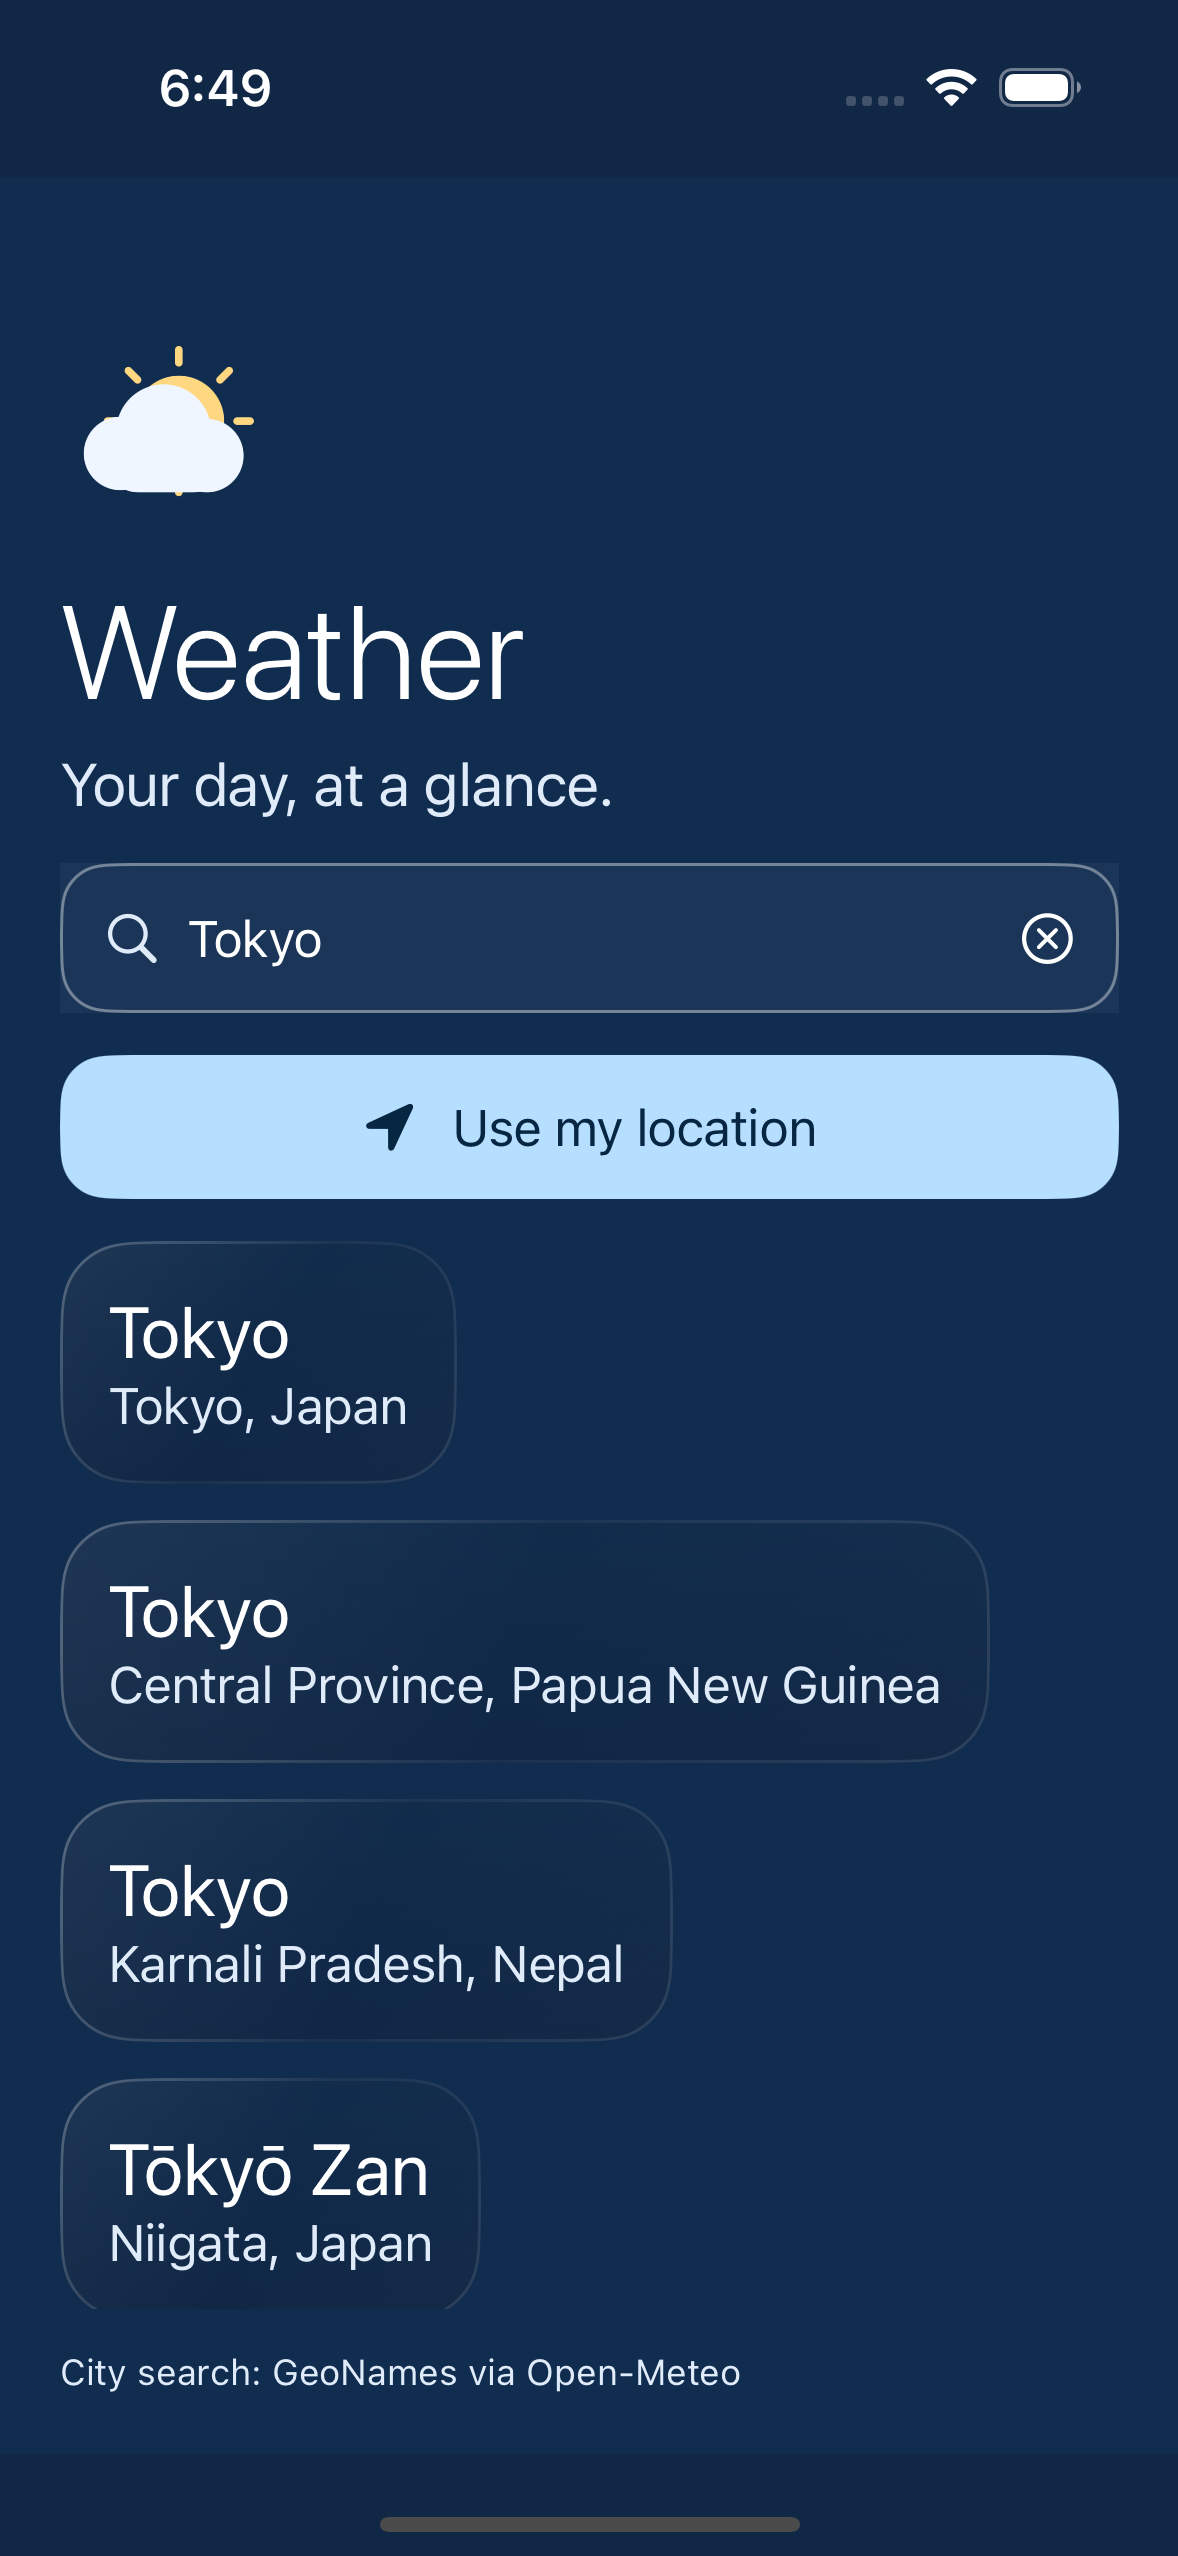 6:49
Weather
Your day, at a glance.
Tokyo
Use my location
Tokyo
Tokyo, Japan
Tokyo
Central Province, Papua New Guinea
Tokyo
Karnali Pradesh, Nepal
Tōkyō Zan
Niigata, Japan
City search: GeoNames via Open-Meteo